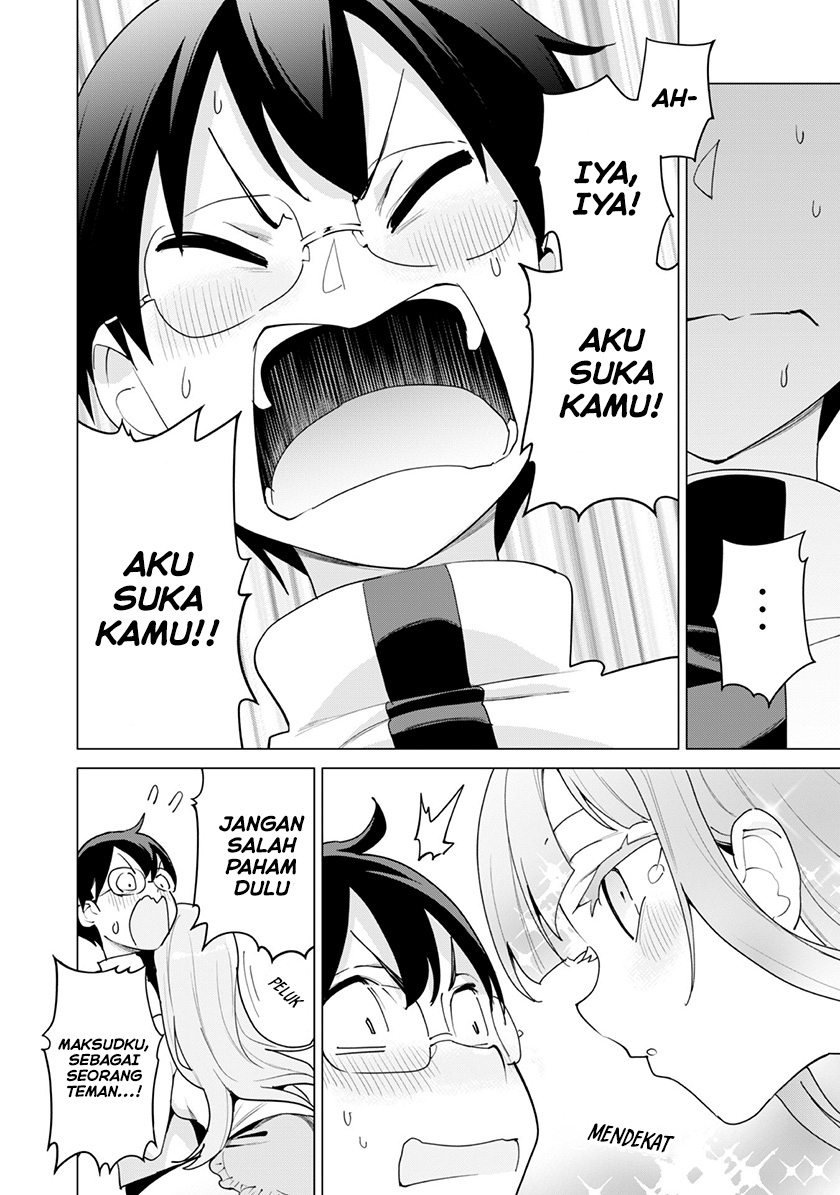 ...
AH-
IYA,
IYA!
AKU
SUKA
KAMU!
AKU
SUKA
KAMU!!
MENDEKAT
JANGAN
SALAH
PAHAM
DULU
PELUK
MAKSUDKU,
SEBAGAI
SEORANG
TEMAN...!